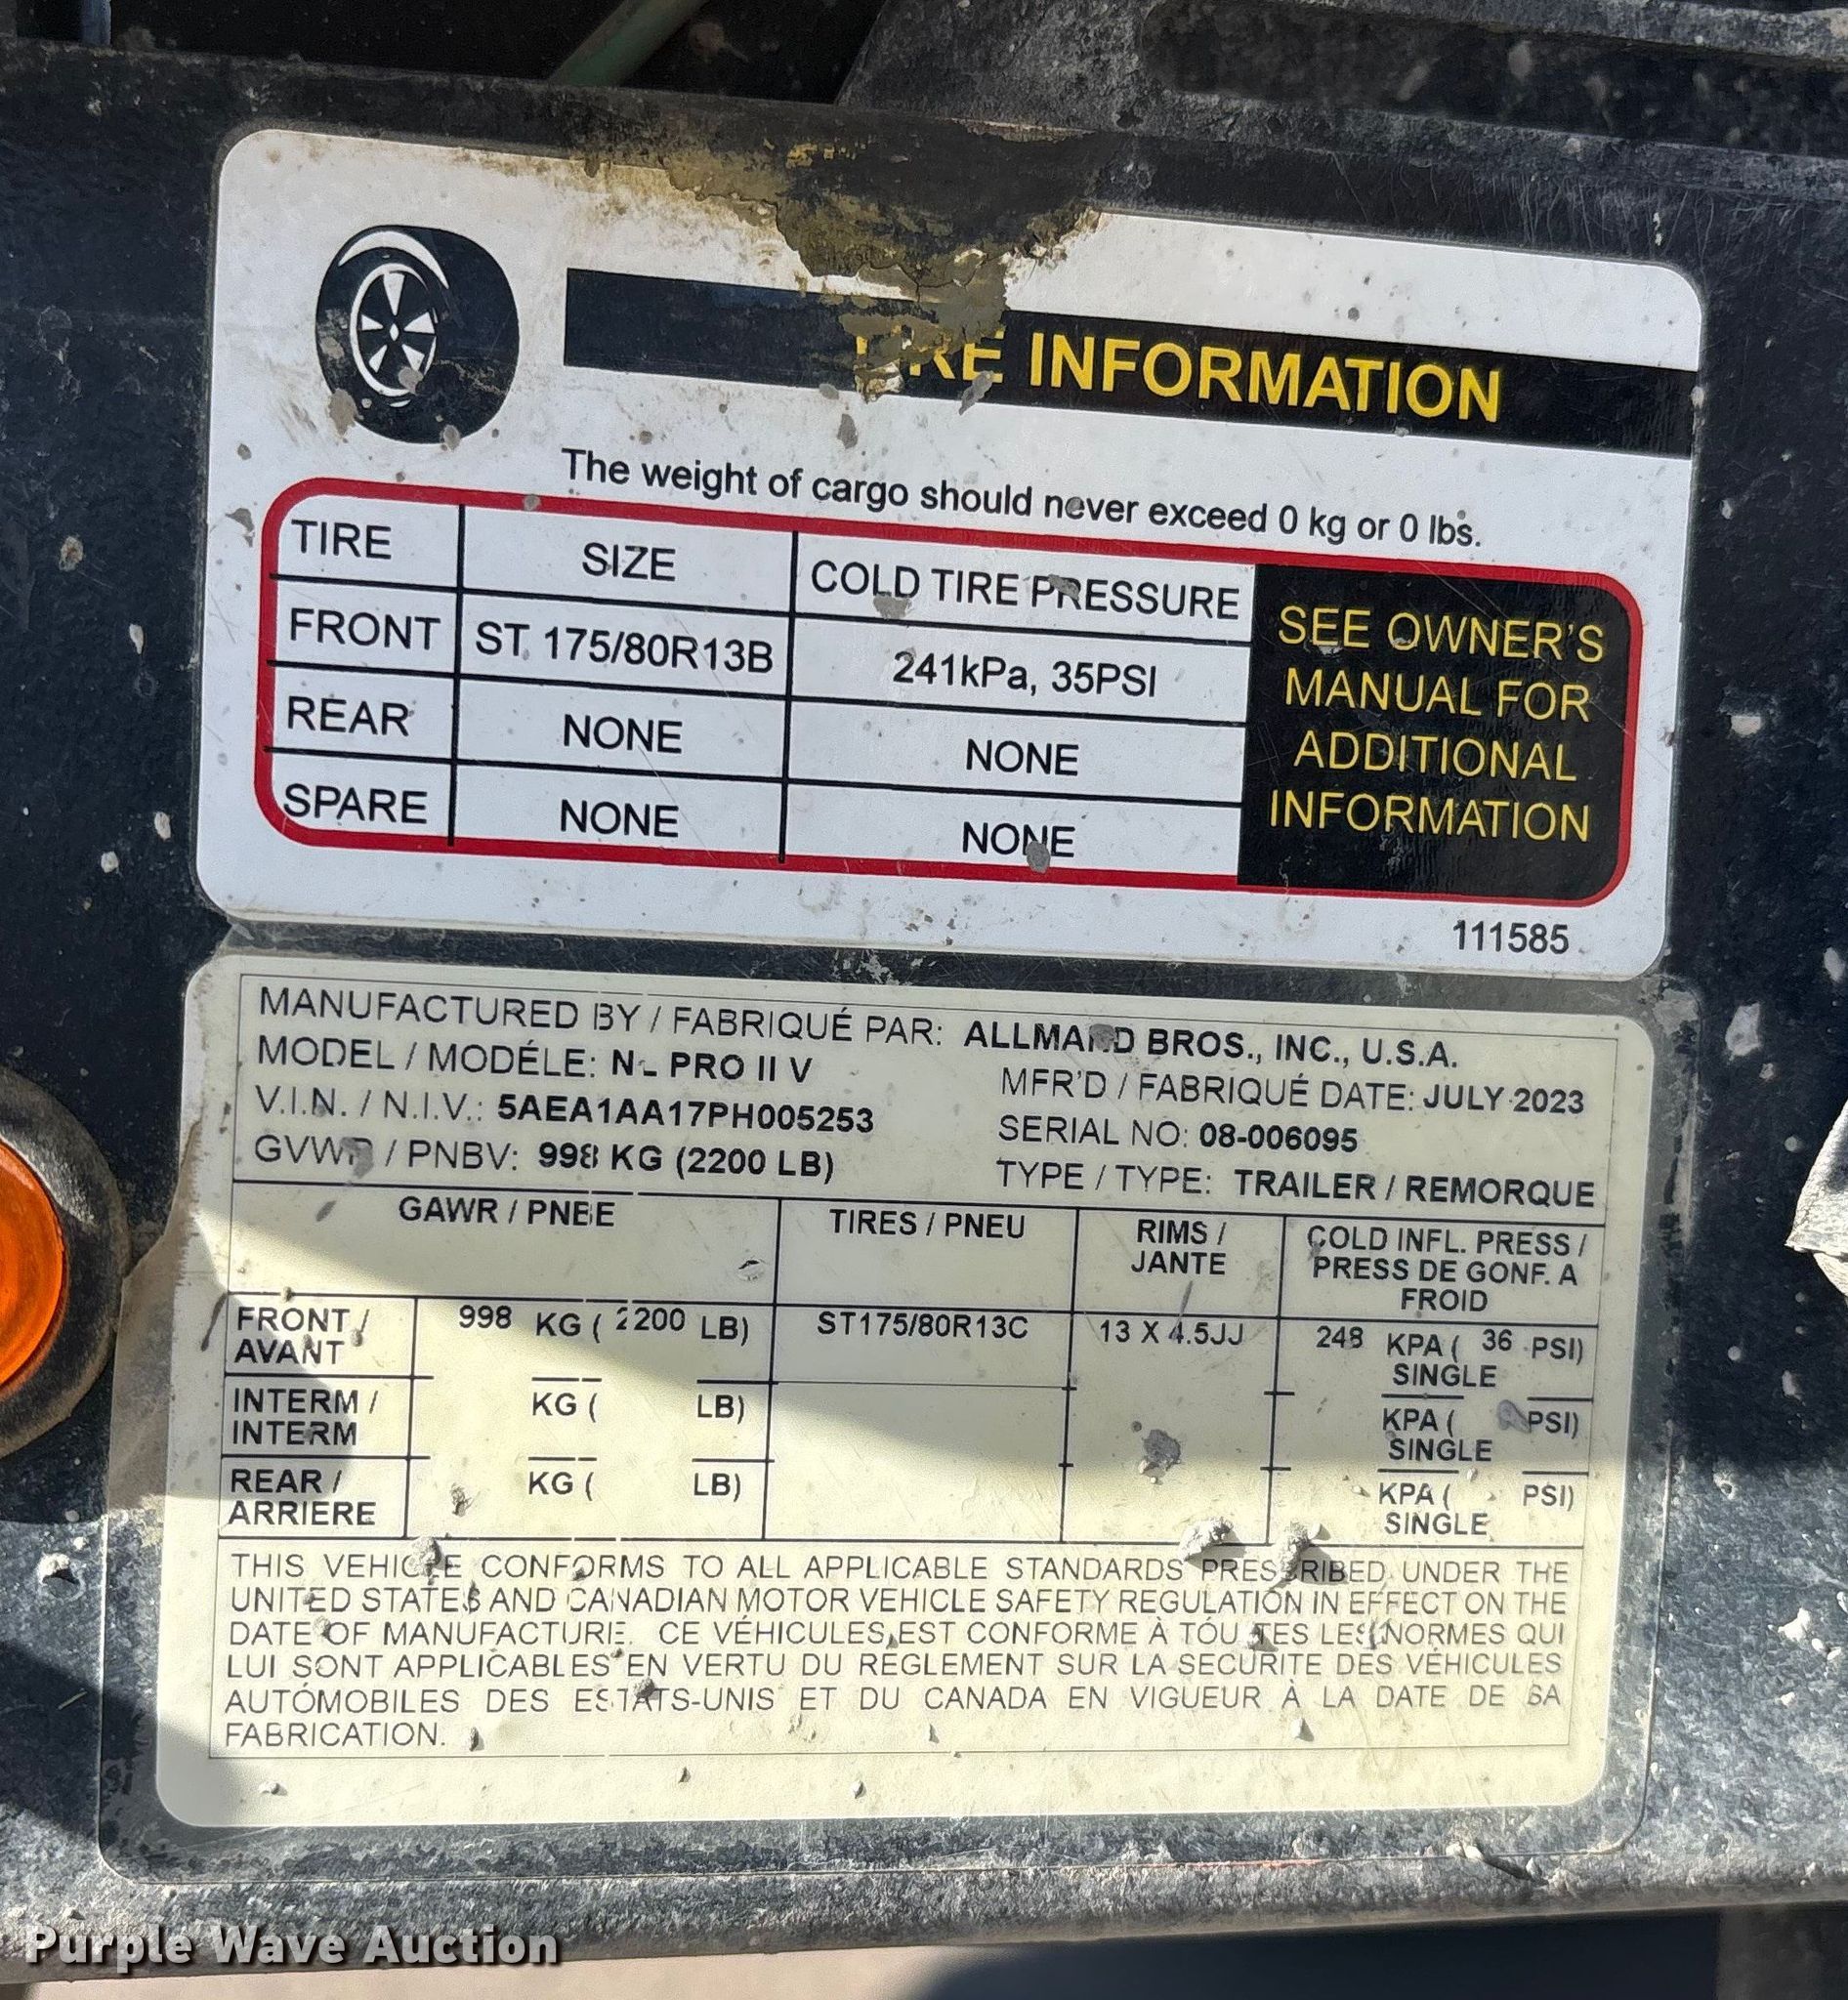 TIRE INFORMATION
The weight of cargo should never exceed 0 kg or 0 lbs.
TIRE SIZE COLD TIRE PRESSURE
FRONT ST 175/80R13B 241kPa, 35PSI
REAR NONE NONE
SPARE NONE NONE
SEE OWNER'S
MANUAL FOR
ADDITIONAL
INFORMATION
111585
MANUFACTURED BY / FABRIQUÉ PAR: ALLMAND BROS., INC., U.S.A.
MODEL / MODÉLE: NL PRO II V
MFR'D / FABRIQUÉ DATE: JULY 2023
V.I.N. / N.I.V.: 5AEA1AA17PH005253
SERIAL NO: 08-006095
GVWR / PNBV: 998 KG (2200 LB)
TYPE / TYPE: TRAILER / REMORQUE
GAWR / PNBE TIRES / PNEU RIMS / JANTE COLD INFL. PRESS / PRESS DE GONF. A FROID
FRONT / AVANT 998 KG ( 2200 LB) ST175/80R13C 13 X 4.5JJ 248 KPA ( 36 PSI) SINGLE
INTERM / INTERM KG ( LB) KPA ( PSI) SINGLE
REAR / ARRIERE KG ( LB) KPA ( PSI) SINGLE
THIS VEHICLE CONFORMS TO ALL APPLICABLE STANDARDS PRESCRIBED UNDER THE
UNITED STATES AND CANADIAN MOTOR VEHICLE SAFETY REGULATION IN EFFECT ON THE
DATE OF MANUFACTURE. CE VÉHICULES EST CONFORME À TOU TES LES NORMES QUI
LUI SONT APPLICABLES EN VERTU DU RÈGLEMENT SUR LA SECURITE DES VÉHICULES
AUTOMOBILES DES ESTATS-UNIS ET DU CANADA EN VIGUEUR À LA DATE DE SA
FABRICATION.
Purple Wave Auction